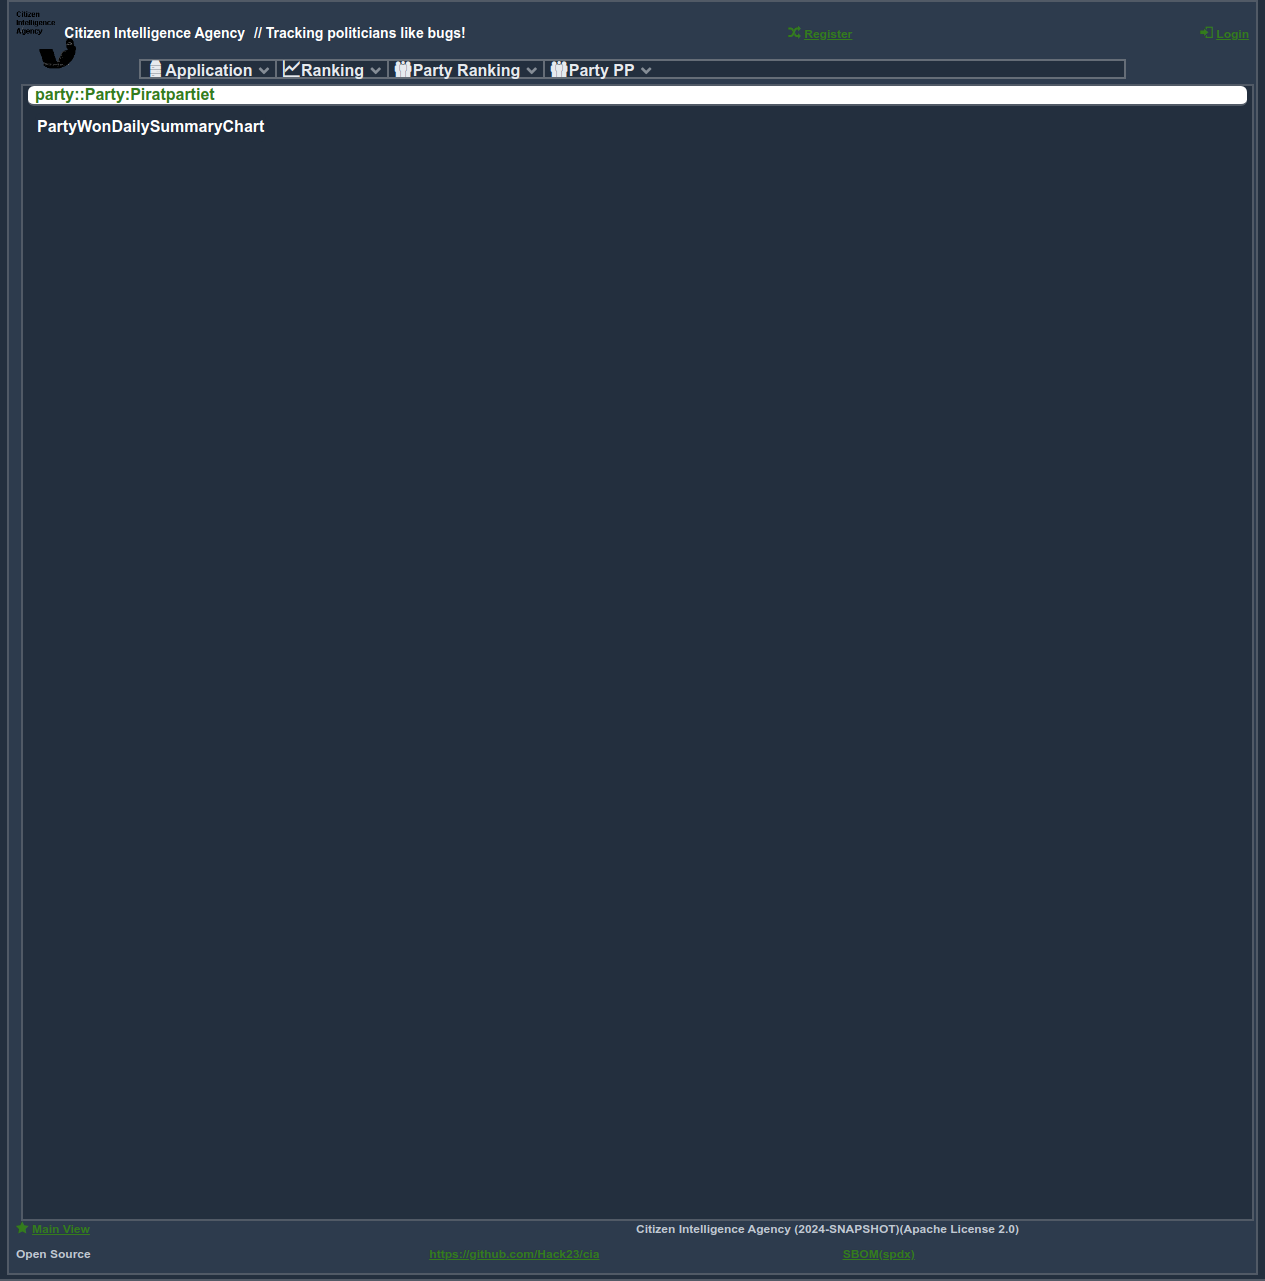 Citizen
Intelligence
Agency
Citizen Intelligence Agency // Tracking politicians like bugs!
Register
Login
Application
Ranking
Party Ranking
Party PP
party::Party:Piratpartiet
PartyWonDailySummaryChart
Main View
Citizen Intelligence Agency (2024-SNAPSHOT)(Apache License 2.0)
Open Source
https://github.com/Hack23/cia
SBOM(spdx)